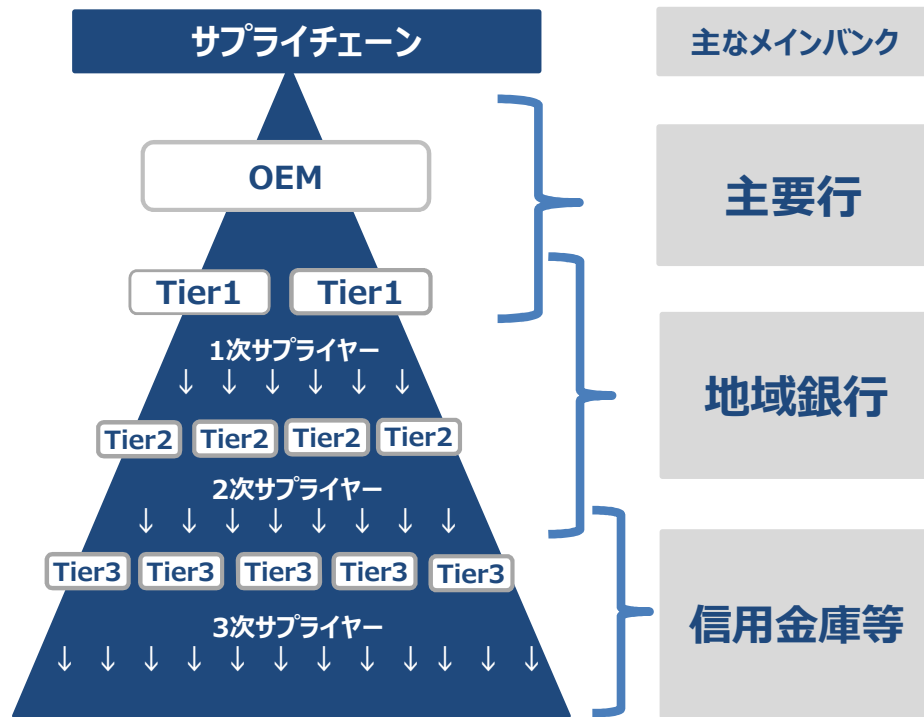 サプライチェーン
主なメインバンク
OEM
主要行
Tier1 Tier1
1次サプライヤー
↓ ↓ ↓ ↓ ↓ ↓
地域銀行
Tier2 Tier2 Tier2 Tier2
2次サプライヤー
↓ ↓ ↓ ↓ ↓ ↓ ↓ ↓
Tier3 Tier3 Tier3 Tier3 Tier3
3次サプライヤー
信用金庫等
↓ ↓ ↓ ↓ ↓ ↓ ↓ ↓ ↓ ↓ ↓ ↓